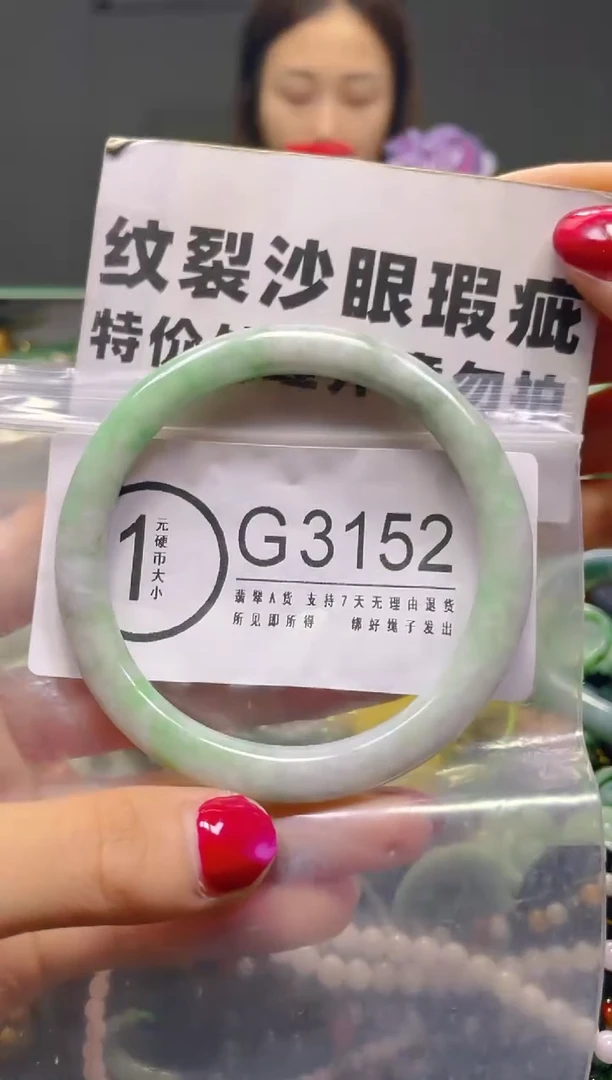 纹裂沙眼瑕疵
特价
勿拍
1
元硬币大小
G3152
翡翠A货 支持7天无理由退货
所见即所得 绑好绳子发出